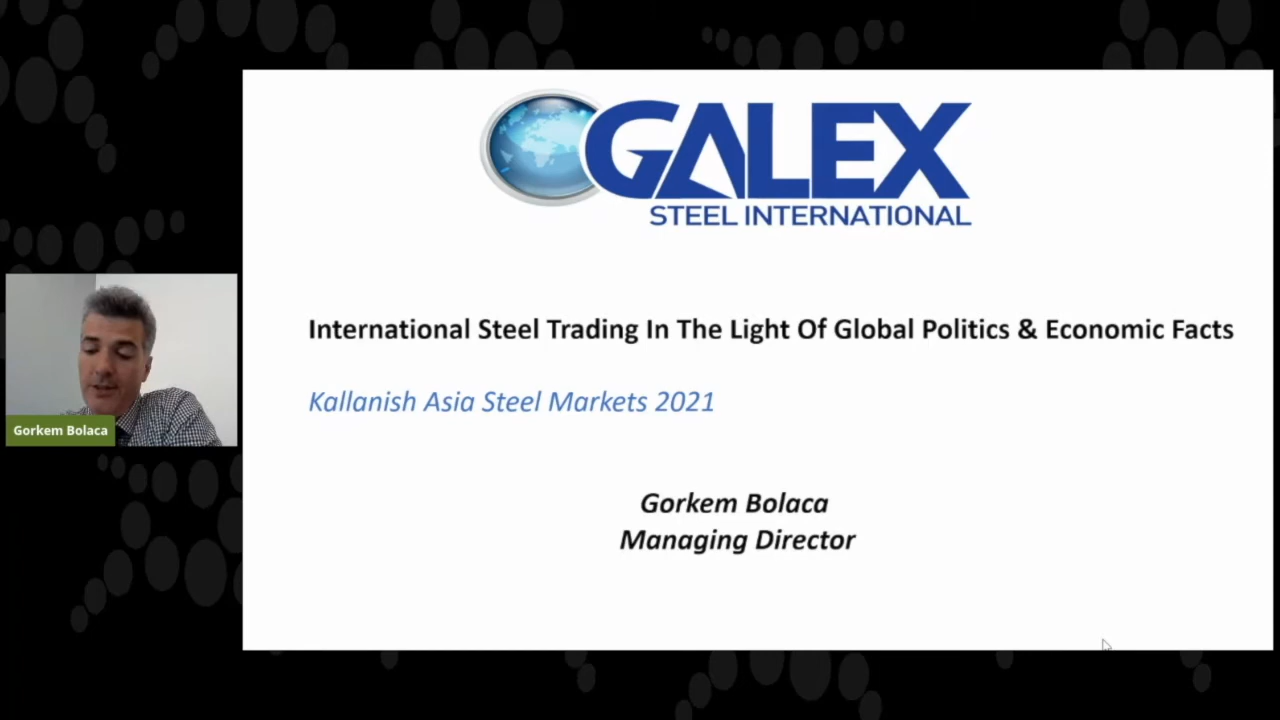 GALEX
STEEL INTERNATIONAL
International Steel Trading In The Light Of Global Politics & Economic Facts
Kallanish Asia Steel Markets 2021
Gorkem Bolaca
Managing Director
Gorkem Bolaca